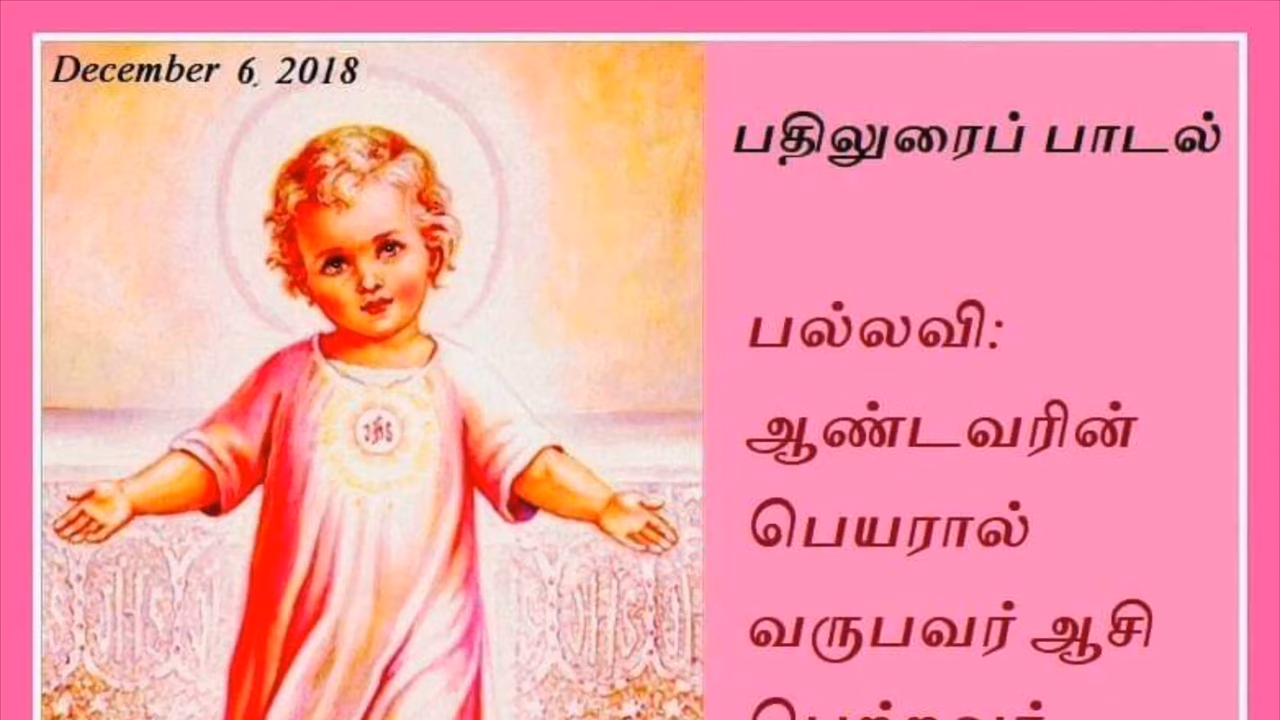 December 6, 2018
பதிலுரைப் பாடல்
பல்லவி:
ஆண்டவரின்
பெயரால்
வருபவர் ஆசி